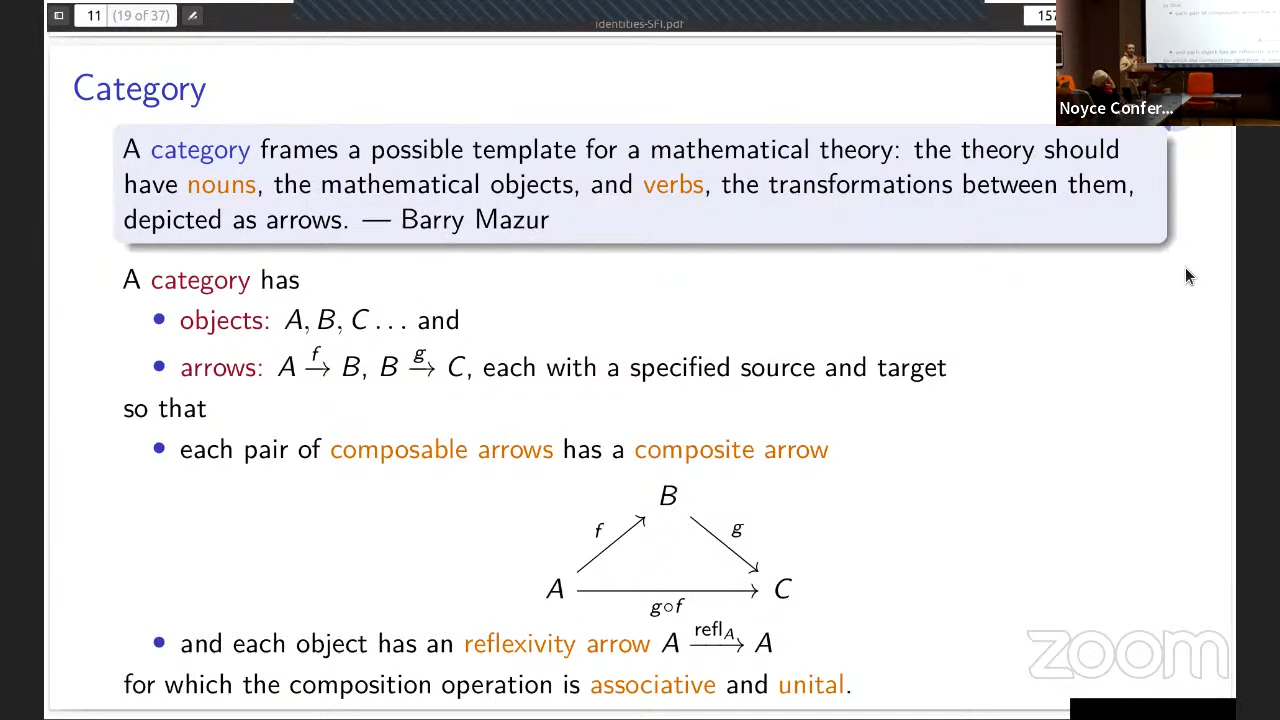 11 (19 of 37)
identities-SFI.pdf
157
Noyce Confer...
Category
A category frames a possible template for a mathematical theory: the theory should
have nouns, the mathematical objects, and verbs, the transformations between them,
depicted as arrows. — Barry Mazur
A category has
• objects: A, B, C ... and
• arrows: A →f B, B →g C, each with a specified source and target
so that
• each pair of composable arrows has a composite arrow
B
f g
A C
g∘f
• and each object has an reflexivity arrow A →refl_A A
for which the composition operation is associative and unital.
zoom